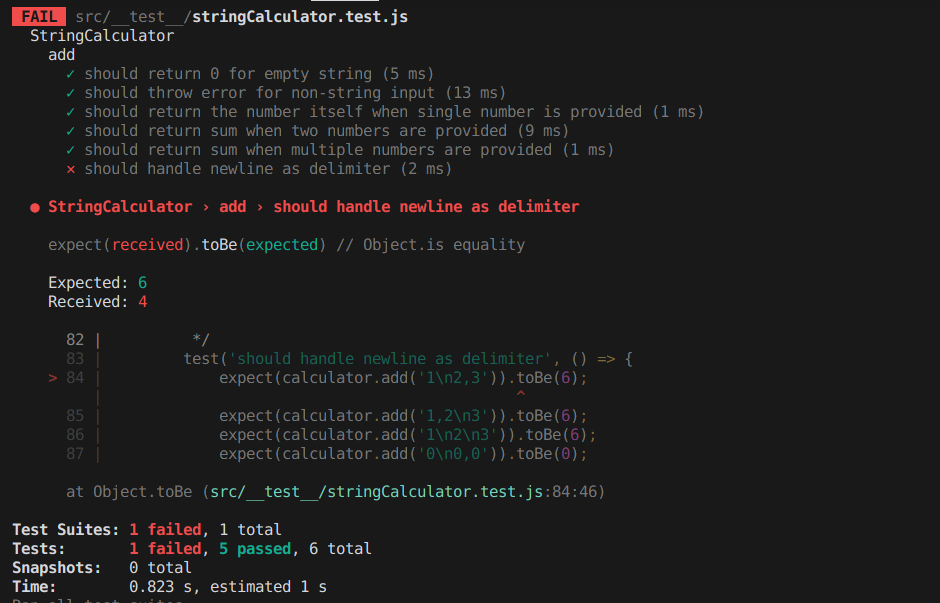 FAIL src/__test__/stringCalculator.test.js
StringCalculator
add
✓ should return 0 for empty string (5 ms)
✓ should throw error for non-string input (13 ms)
✓ should return the number itself when single number is provided (1 ms)
✓ should return sum when two numbers are provided (9 ms)
✓ should return sum when multiple numbers are provided (1 ms)
✕ should handle newline as delimiter (2 ms)
● StringCalculator › add › should handle newline as delimiter
expect(received).toBe(expected) // Object.is equality
Expected: 6
Received: 4
82 | */
83 | test('should handle newline as delimiter', () => {
> 84 | expect(calculator.add('1\n2,3')).toBe(6);
| ^
85 | expect(calculator.add('1,2\n3')).toBe(6);
86 | expect(calculator.add('1\n2\n3')).toBe(6);
87 | expect(calculator.add('0\n0,0')).toBe(0);
at Object.toBe (src/__test__/stringCalculator.test.js:84:46)
Test Suites: 1 failed, 1 total
Tests: 1 failed, 5 passed, 6 total
Snapshots: 0 total
Time: 0.823 s, estimated 1 s